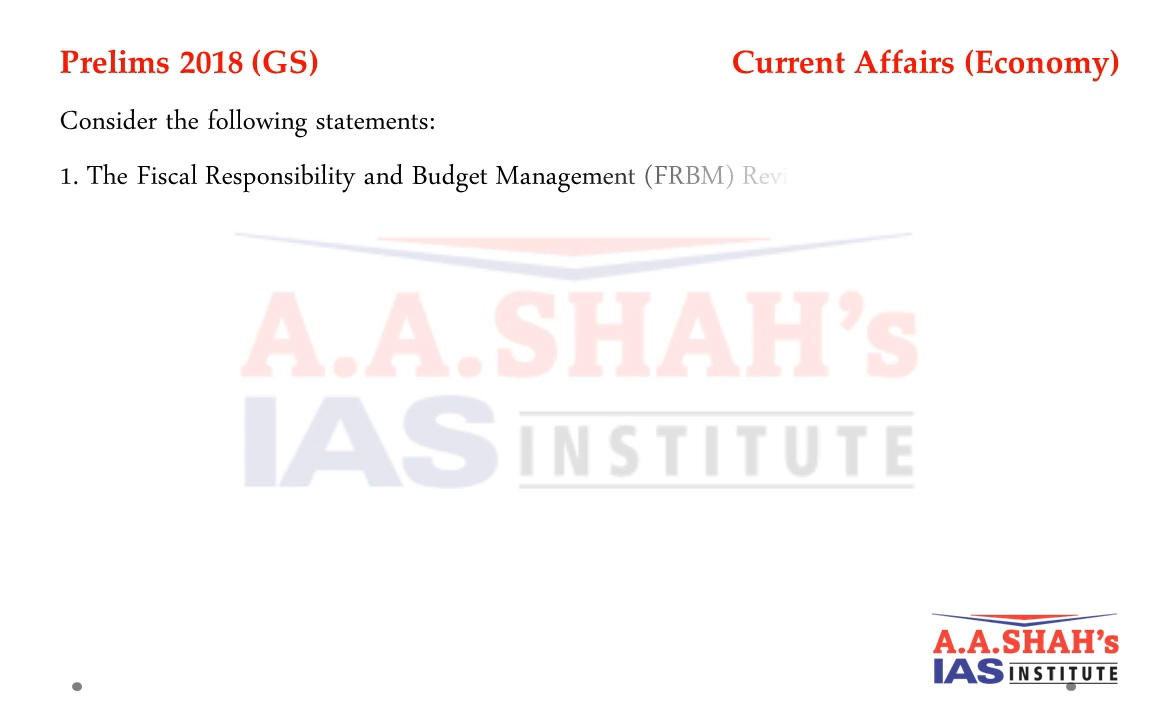 Prelims 2018 (GS) Current Affairs (Economy)
Consider the following statements:
1. The Fiscal Responsibility and Budget Management (FRBM)
A.A.SHAH's
IAS INSTITUTE
A.A.SHAH's
IAS INSTITUTE